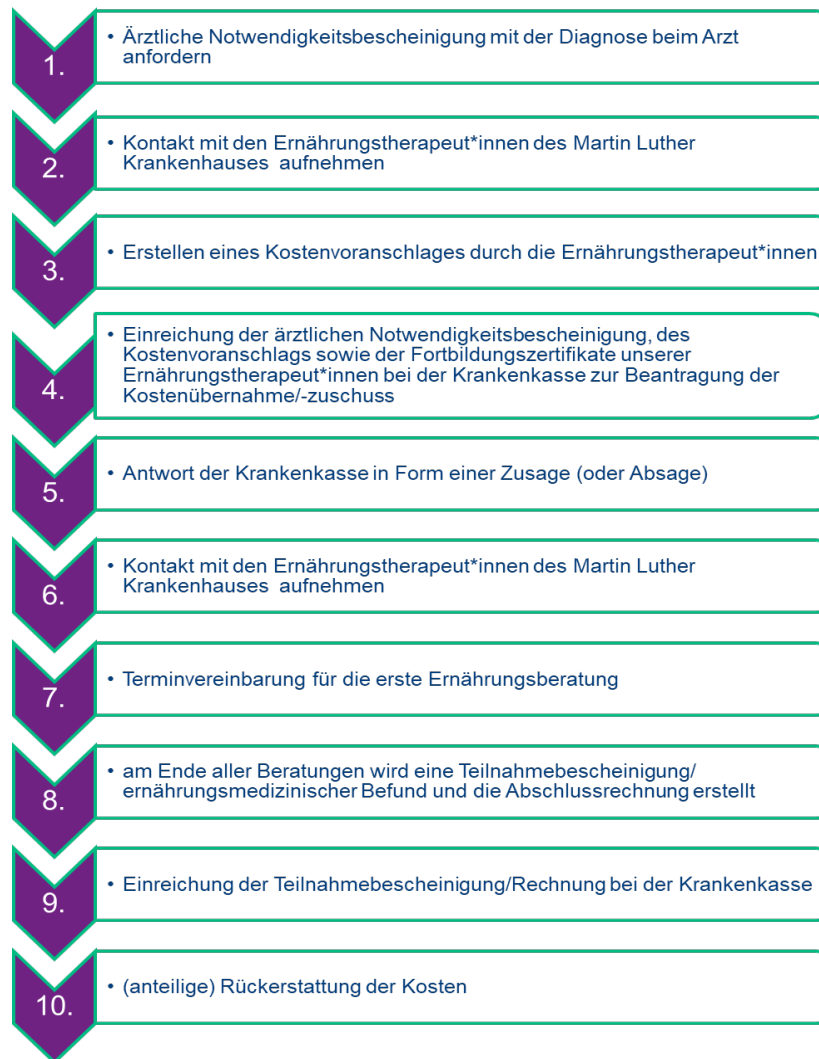 1.
• Ärztliche Notwendigkeitsbescheinigung mit der Diagnose beim Arzt
anfordern
2.
• Kontakt mit den Ernährungstherapeut*innen des Martin Luther
Krankenhauses aufnehmen
3.
• Erstellen eines Kostenvoranschlages durch die Ernährungstherapeut*innen
4.
• Einreichung der ärztlichen Notwendigkeitsbescheinigung, des
Kostenvoranschlags sowie der Fortbildungszertifikate unserer
Ernährungstherapeut*innen bei der Krankenkasse zur Beantragung der
Kostenübernahme/-zuschuss
5.
• Antwort der Krankenkasse in Form einer Zusage (oder Absage)
6.
• Kontakt mit den Ernährungstherapeut*innen des Martin Luther
Krankenhauses aufnehmen
7.
• Terminvereinbarung für die erste Ernährungsberatung
8.
• am Ende aller Beratungen wird eine Teilnahmebescheinigung/
ernährungsmedizinischer Befund und die Abschlussrechnung erstellt
9.
• Einreichung der Teilnahmebescheinigung/Rechnung bei der Krankenkasse
10.
• (anteilige) Rückerstattung der Kosten